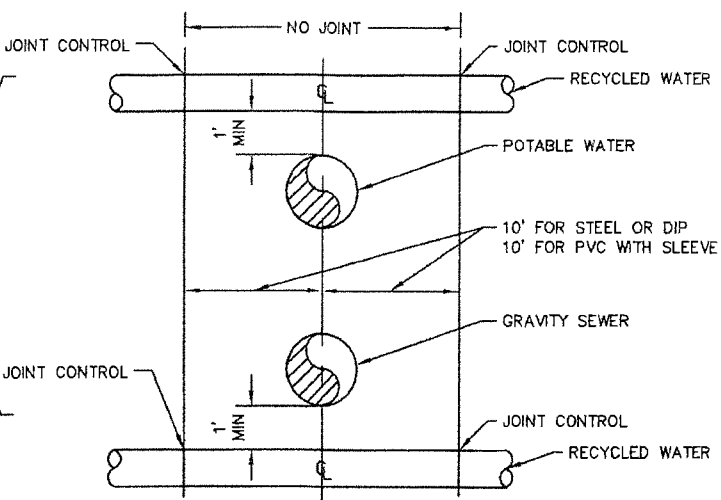 NO JOINT
JOINT CONTROL
JOINT CONTROL
RECYCLED WATER
℄
1' MIN
POTABLE WATER
10' FOR STEEL OR DIP
10' FOR PVC WITH SLEEVE
GRAVITY SEWER
JOINT CONTROL
1' MIN
JOINT CONTROL
RECYCLED WATER
℄